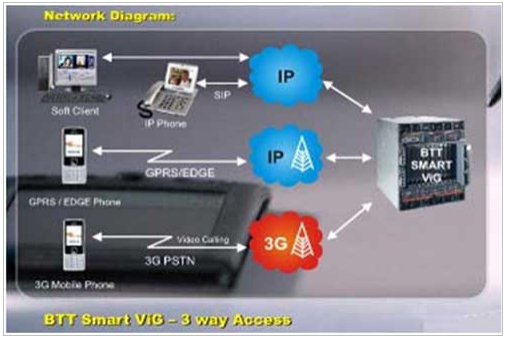 Network Diagram:
IP
SIP
Soft Client
IP Phone
BTT
SMART
ViG
IP
GPRS/EDGE
GPRS / EDGE Phone
Video Calling
3G
3G PSTN
3G Mobile Phone
BTT Smart ViG – 3 way Access